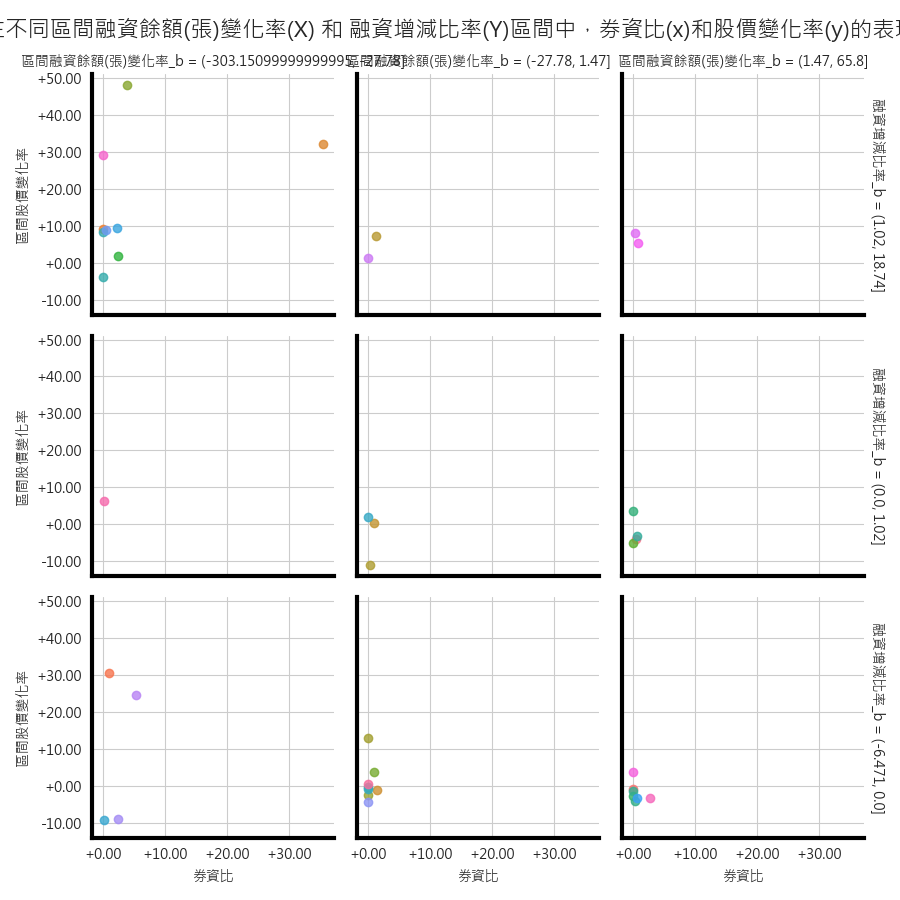 在不同區間融資餘額(張)變化率(X) 和 融資增減比率(Y)區間中，券資比(x)和股價變化率(y)的表現
區間融資餘額(張)變化率_b = (-303.15099999999995, -27.78]
區間融資餘額(張)變化率_b = (-27.78, 1.47]
區間融資餘額(張)變化率_b = (1.47, 65.8]
區間股價變化率
+50.00
+40.00
+30.00
+20.00
+10.00
+0.00
-10.00
融資增減比率_b = (1.02, 18.74]
區間股價變化率
+50.00
+40.00
+30.00
+20.00
+10.00
+0.00
-10.00
融資增減比率_b = (0.0, 1.02]
區間股價變化率
+50.00
+40.00
+30.00
+20.00
+10.00
+0.00
-10.00
融資增減比率_b = (-6.471, 0.0]
+0.00 +10.00 +20.00 +30.00
+0.00 +10.00 +20.00 +30.00
+0.00 +10.00 +20.00 +30.00
券資比
券資比
券資比